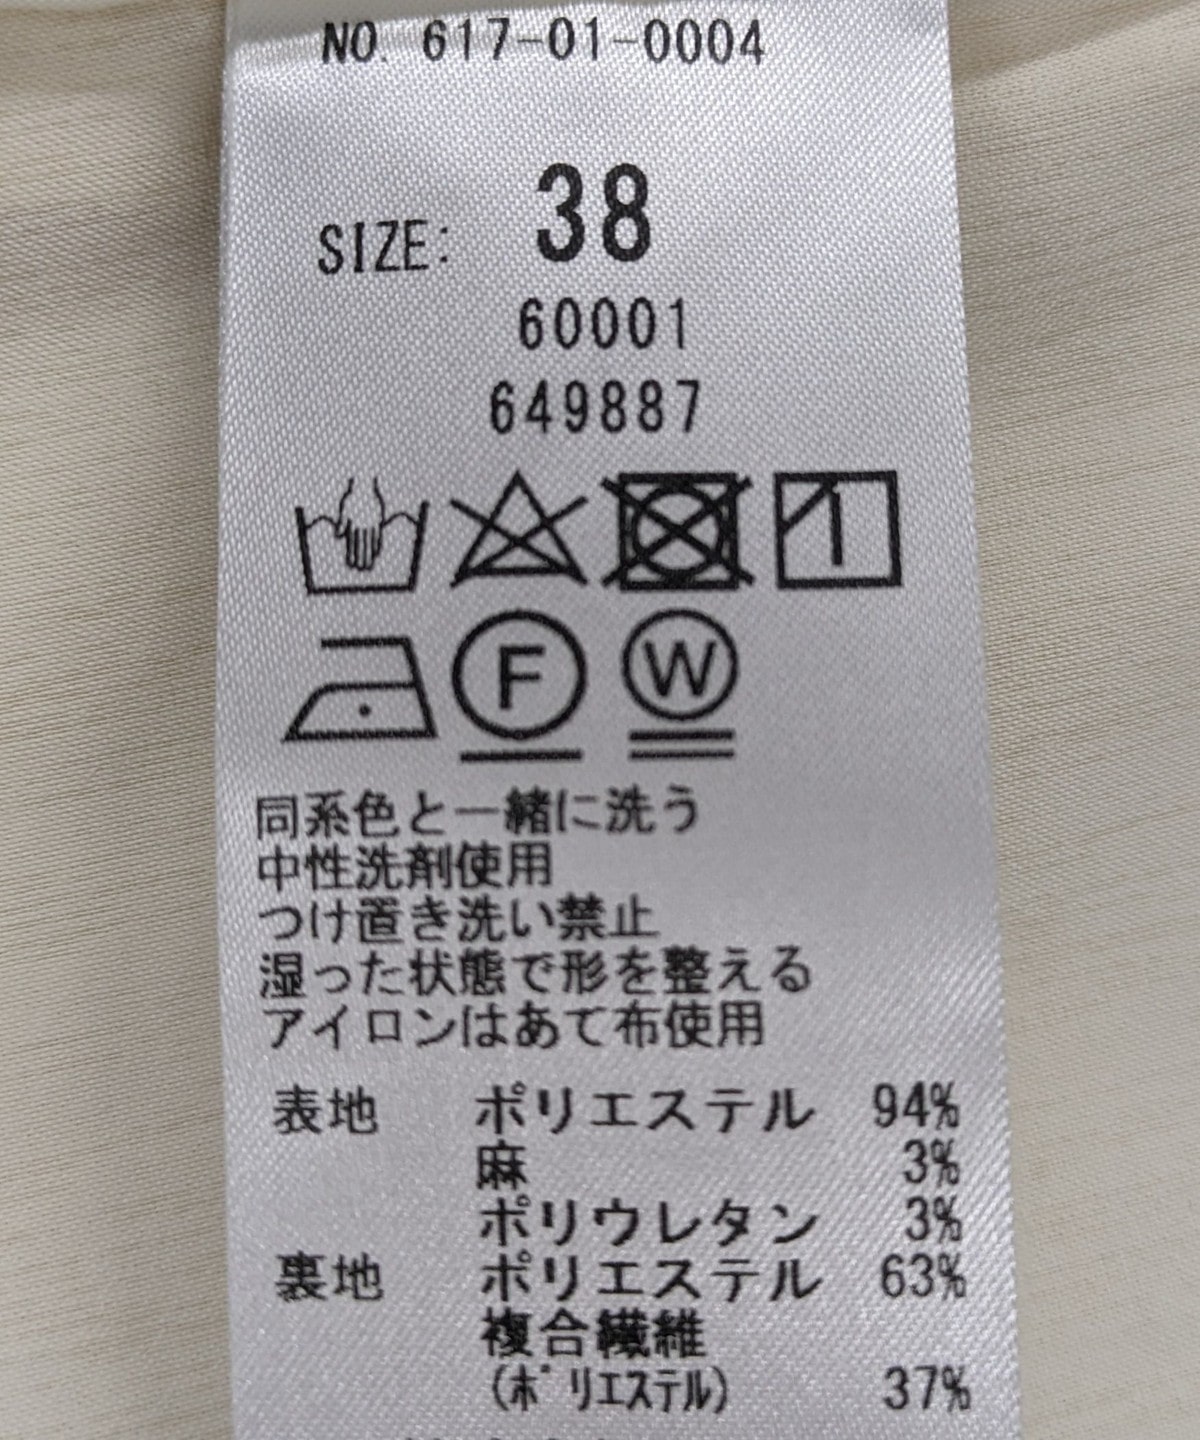 NO. 617-01-0004
SIZE: 38
60001
649887
F W
同系色と一緒に洗う
中性洗剤使用
つけ置き洗い禁止
湿った状態で形を整える
アイロンはあて布使用
表地 ポリエステル 94%
麻 3%
ポリウレタン 3%
裏地 ポリエステル 63%
複合繊維
(ポリエステル) 37%